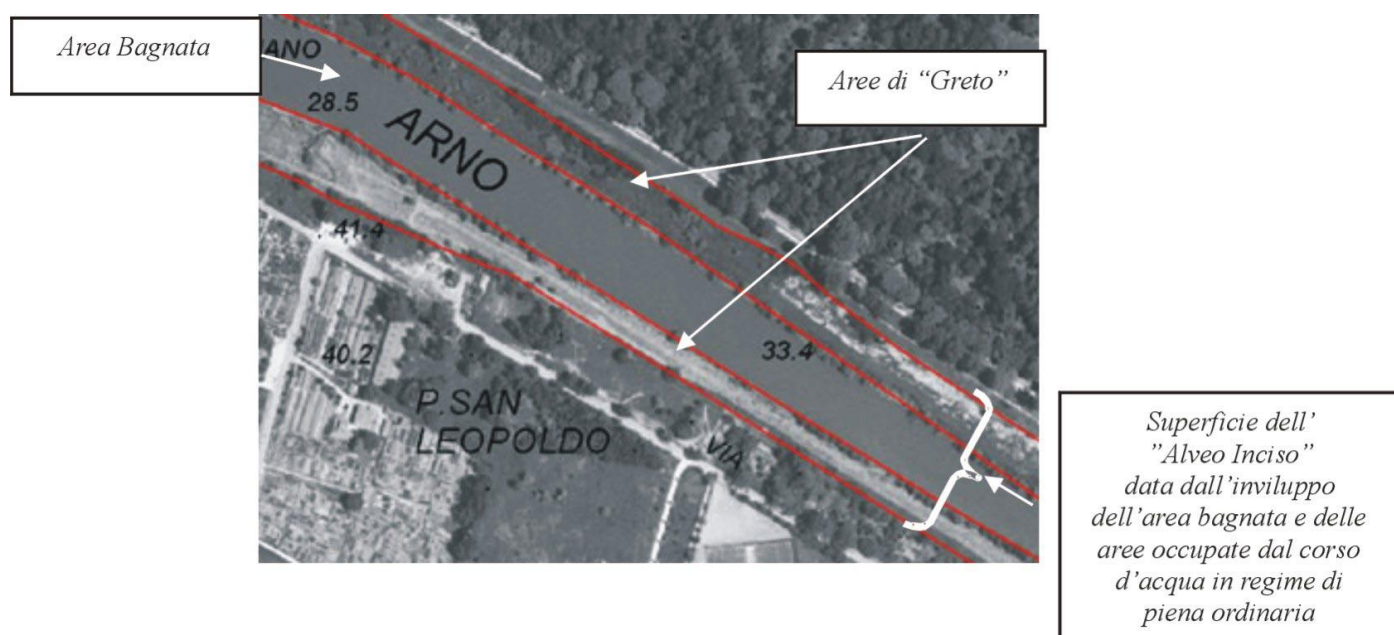 Area Bagnata
ANO
Aree di “Greto”
28.5
ARNO
41.4
33.4
40.2
P.SAN
LEOPOLDO
VIA
Superficie dell’
”Alveo Inciso”
data dall’inviluppo
dell’area bagnata e delle
aree occupate dal corso
d’acqua in regime di
piena ordinaria